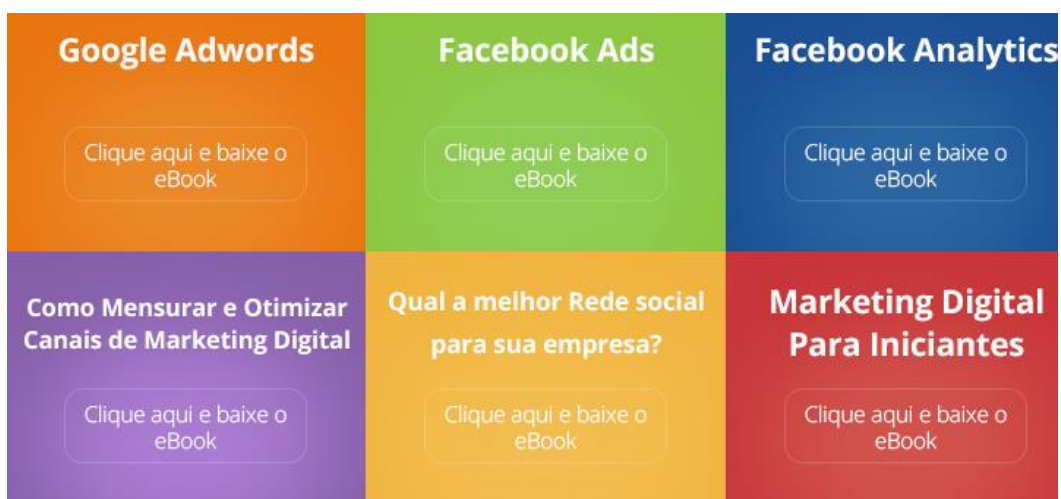 Google Adwords
Clique aqui e baixe o
eBook
Facebook Ads
Clique aqui e baixe o
eBook
Facebook Analytics
Clique aqui e baixe o
eBook
Como Mensurar e Otimizar
Canais de Marketing Digital
Clique aqui e baixe o
eBook
Qual a melhor Rede social
para sua empresa?
Clique aqui e baixe o
eBook
Marketing Digital
Para Iniciantes
Clique aqui e baixe o
eBook